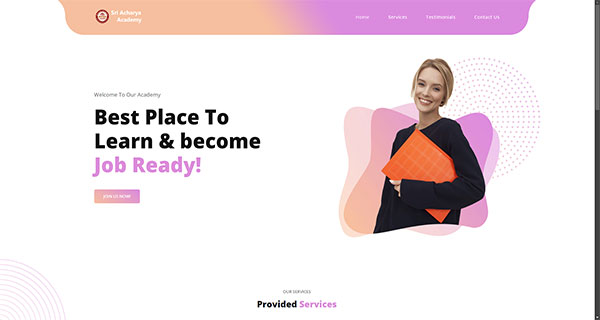 Sri Acharya
Academy
Home
Services
Testimonials
Contact Us
Welcome To Our Academy
Best Place To
Learn & become
Job Ready!
JOIN US NOW
OUR SERVICES
Provided Services